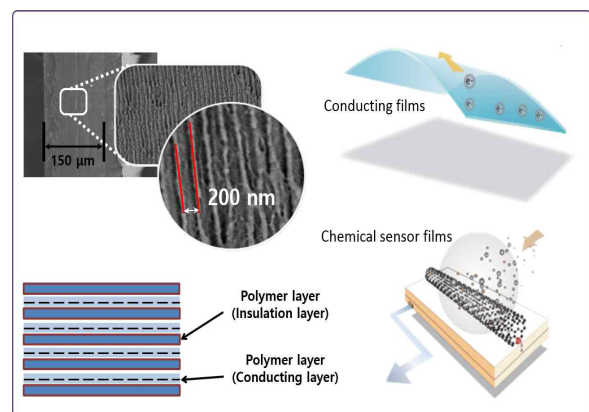 150 μm
200 nm
Conducting films
e-
e-
e-
e-
e-
Chemical sensor films
Polymer layer
(Insulation layer)
Polymer layer
(Conducting layer)